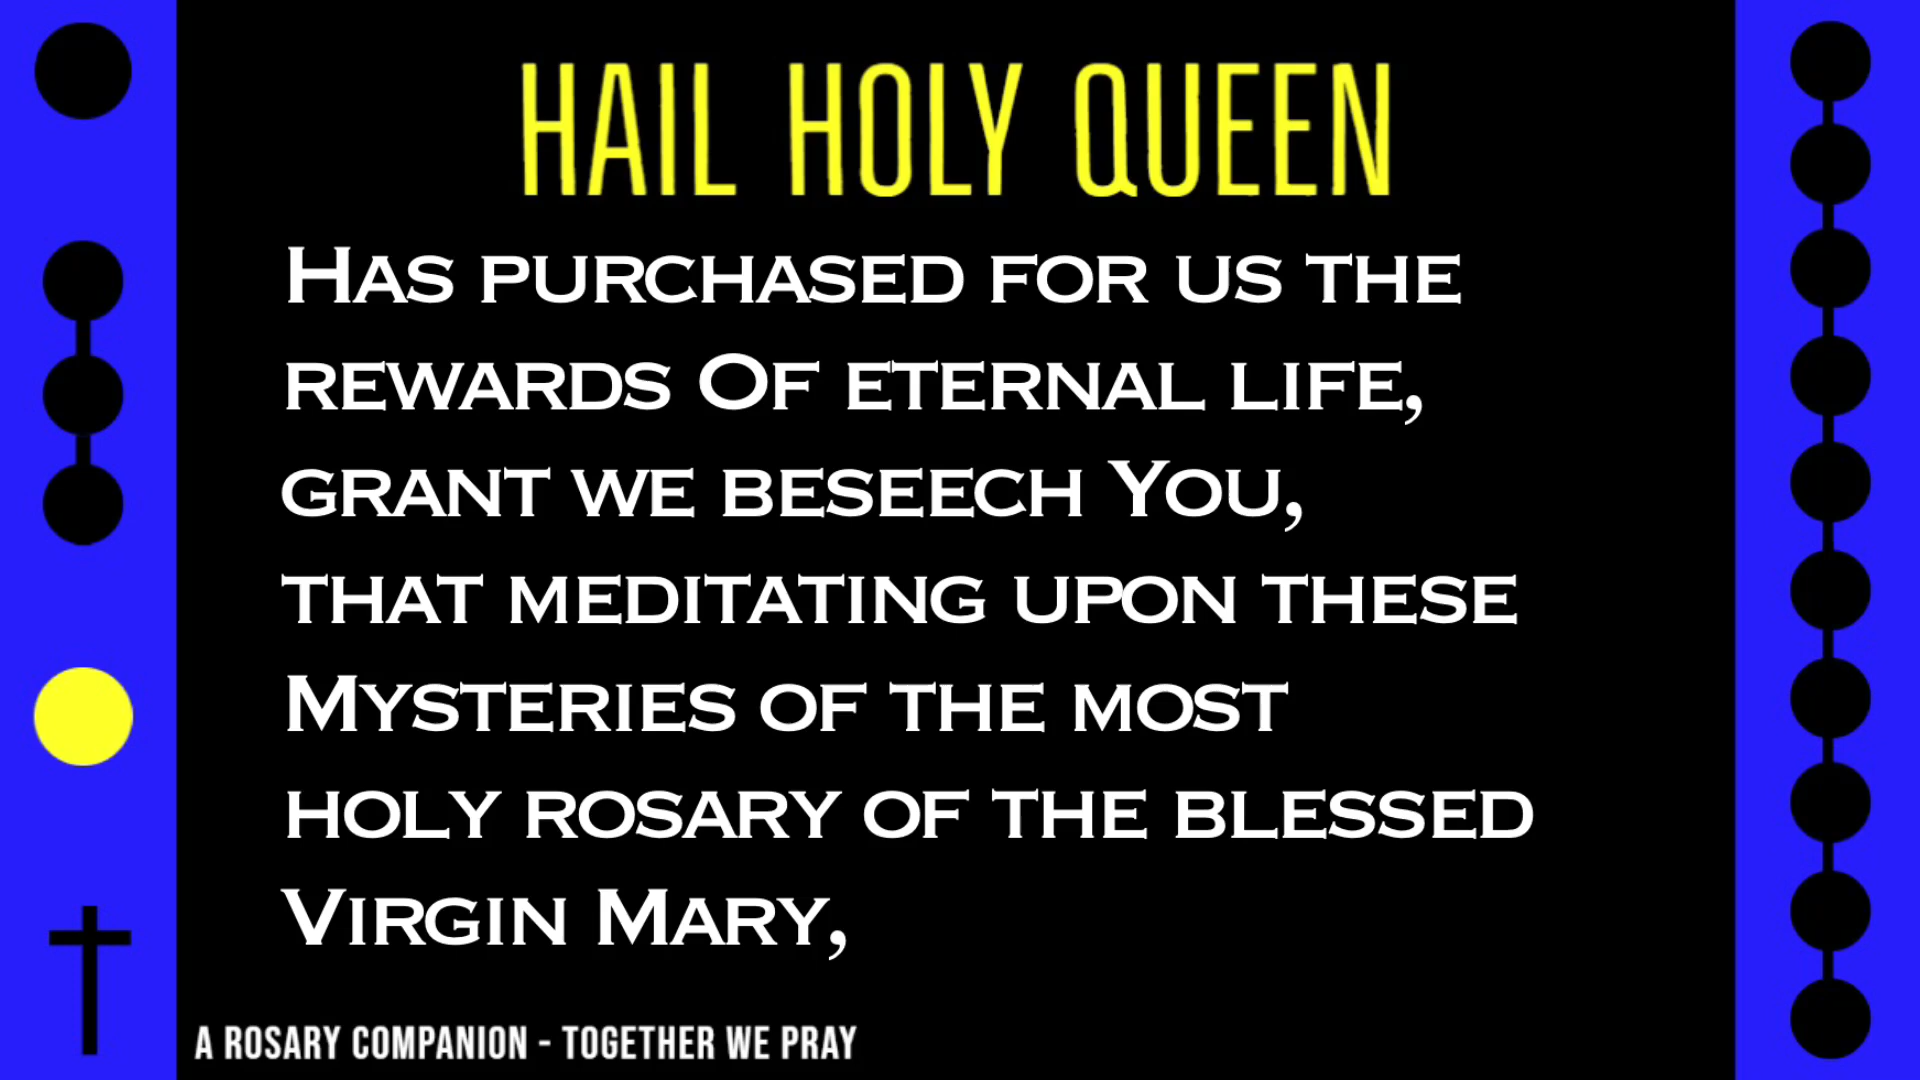 HAIL HOLY QUEEN
Has purchased for us the
rewards Of eternal life,
grant we beseech You,
that meditating upon these
Mysteries of the most
holy rosary of the blessed
Virgin Mary,
A ROSARY COMPANION - TOGETHER WE PRAY